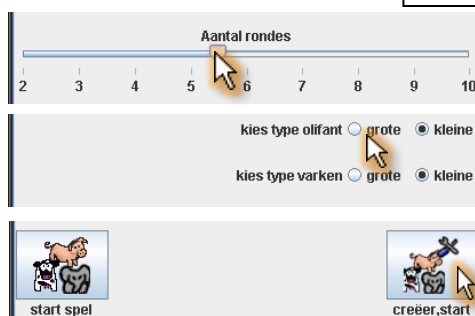 Aantal rondes
2 3 4 5 6 7 8 9 10
kies type olifant grote kleine
kies type varken grote kleine
start spel creëer,start